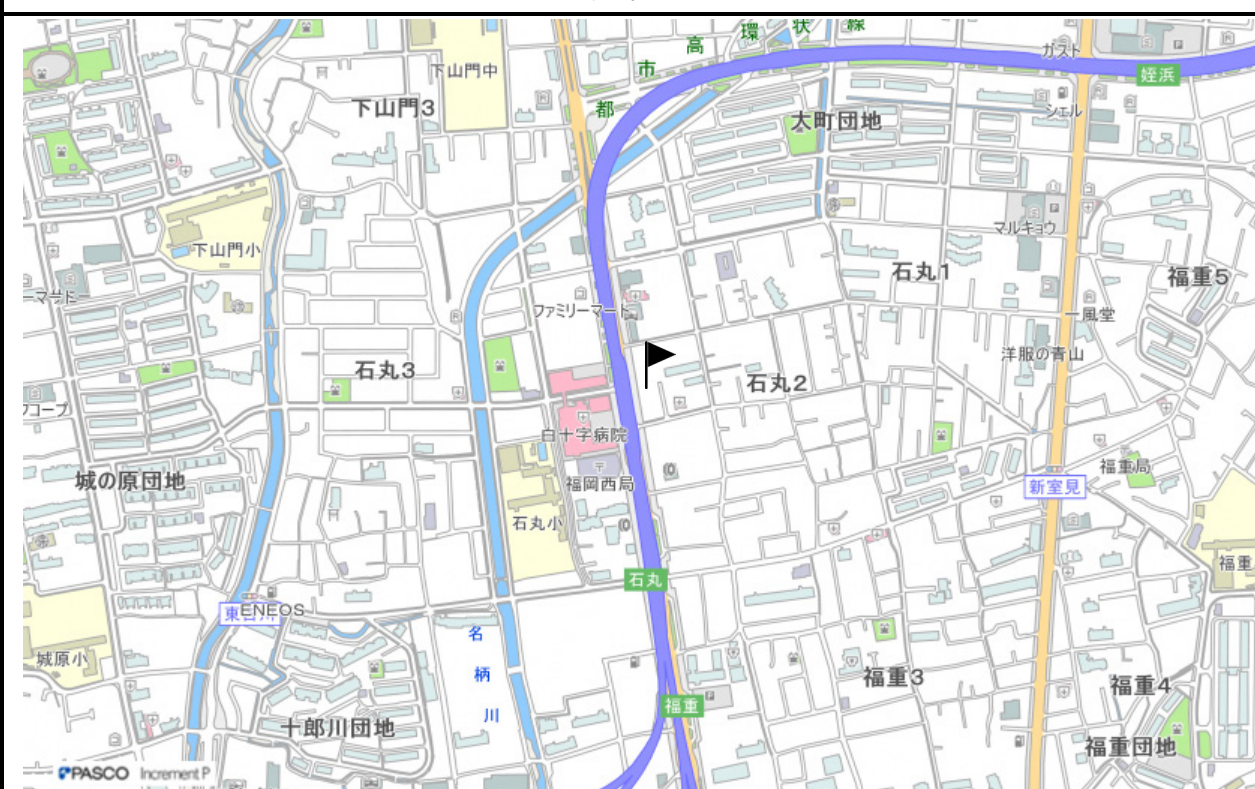 都市高環状線
ガスト
姪浜
下山門中
下山門3
大町団地
シェル
下山門小
マルキョウ
石丸1
福重5
ファミリーマート
一風堂
洋服の青山
石丸3
石丸2
白十字病院
福重局
城の原団地
福岡西局
新室見
石丸小
石丸
福重
ENEOS
名柄川
城原小
福重3
福重4
福重
十郎川団地
福重団地
PASCO Increment P